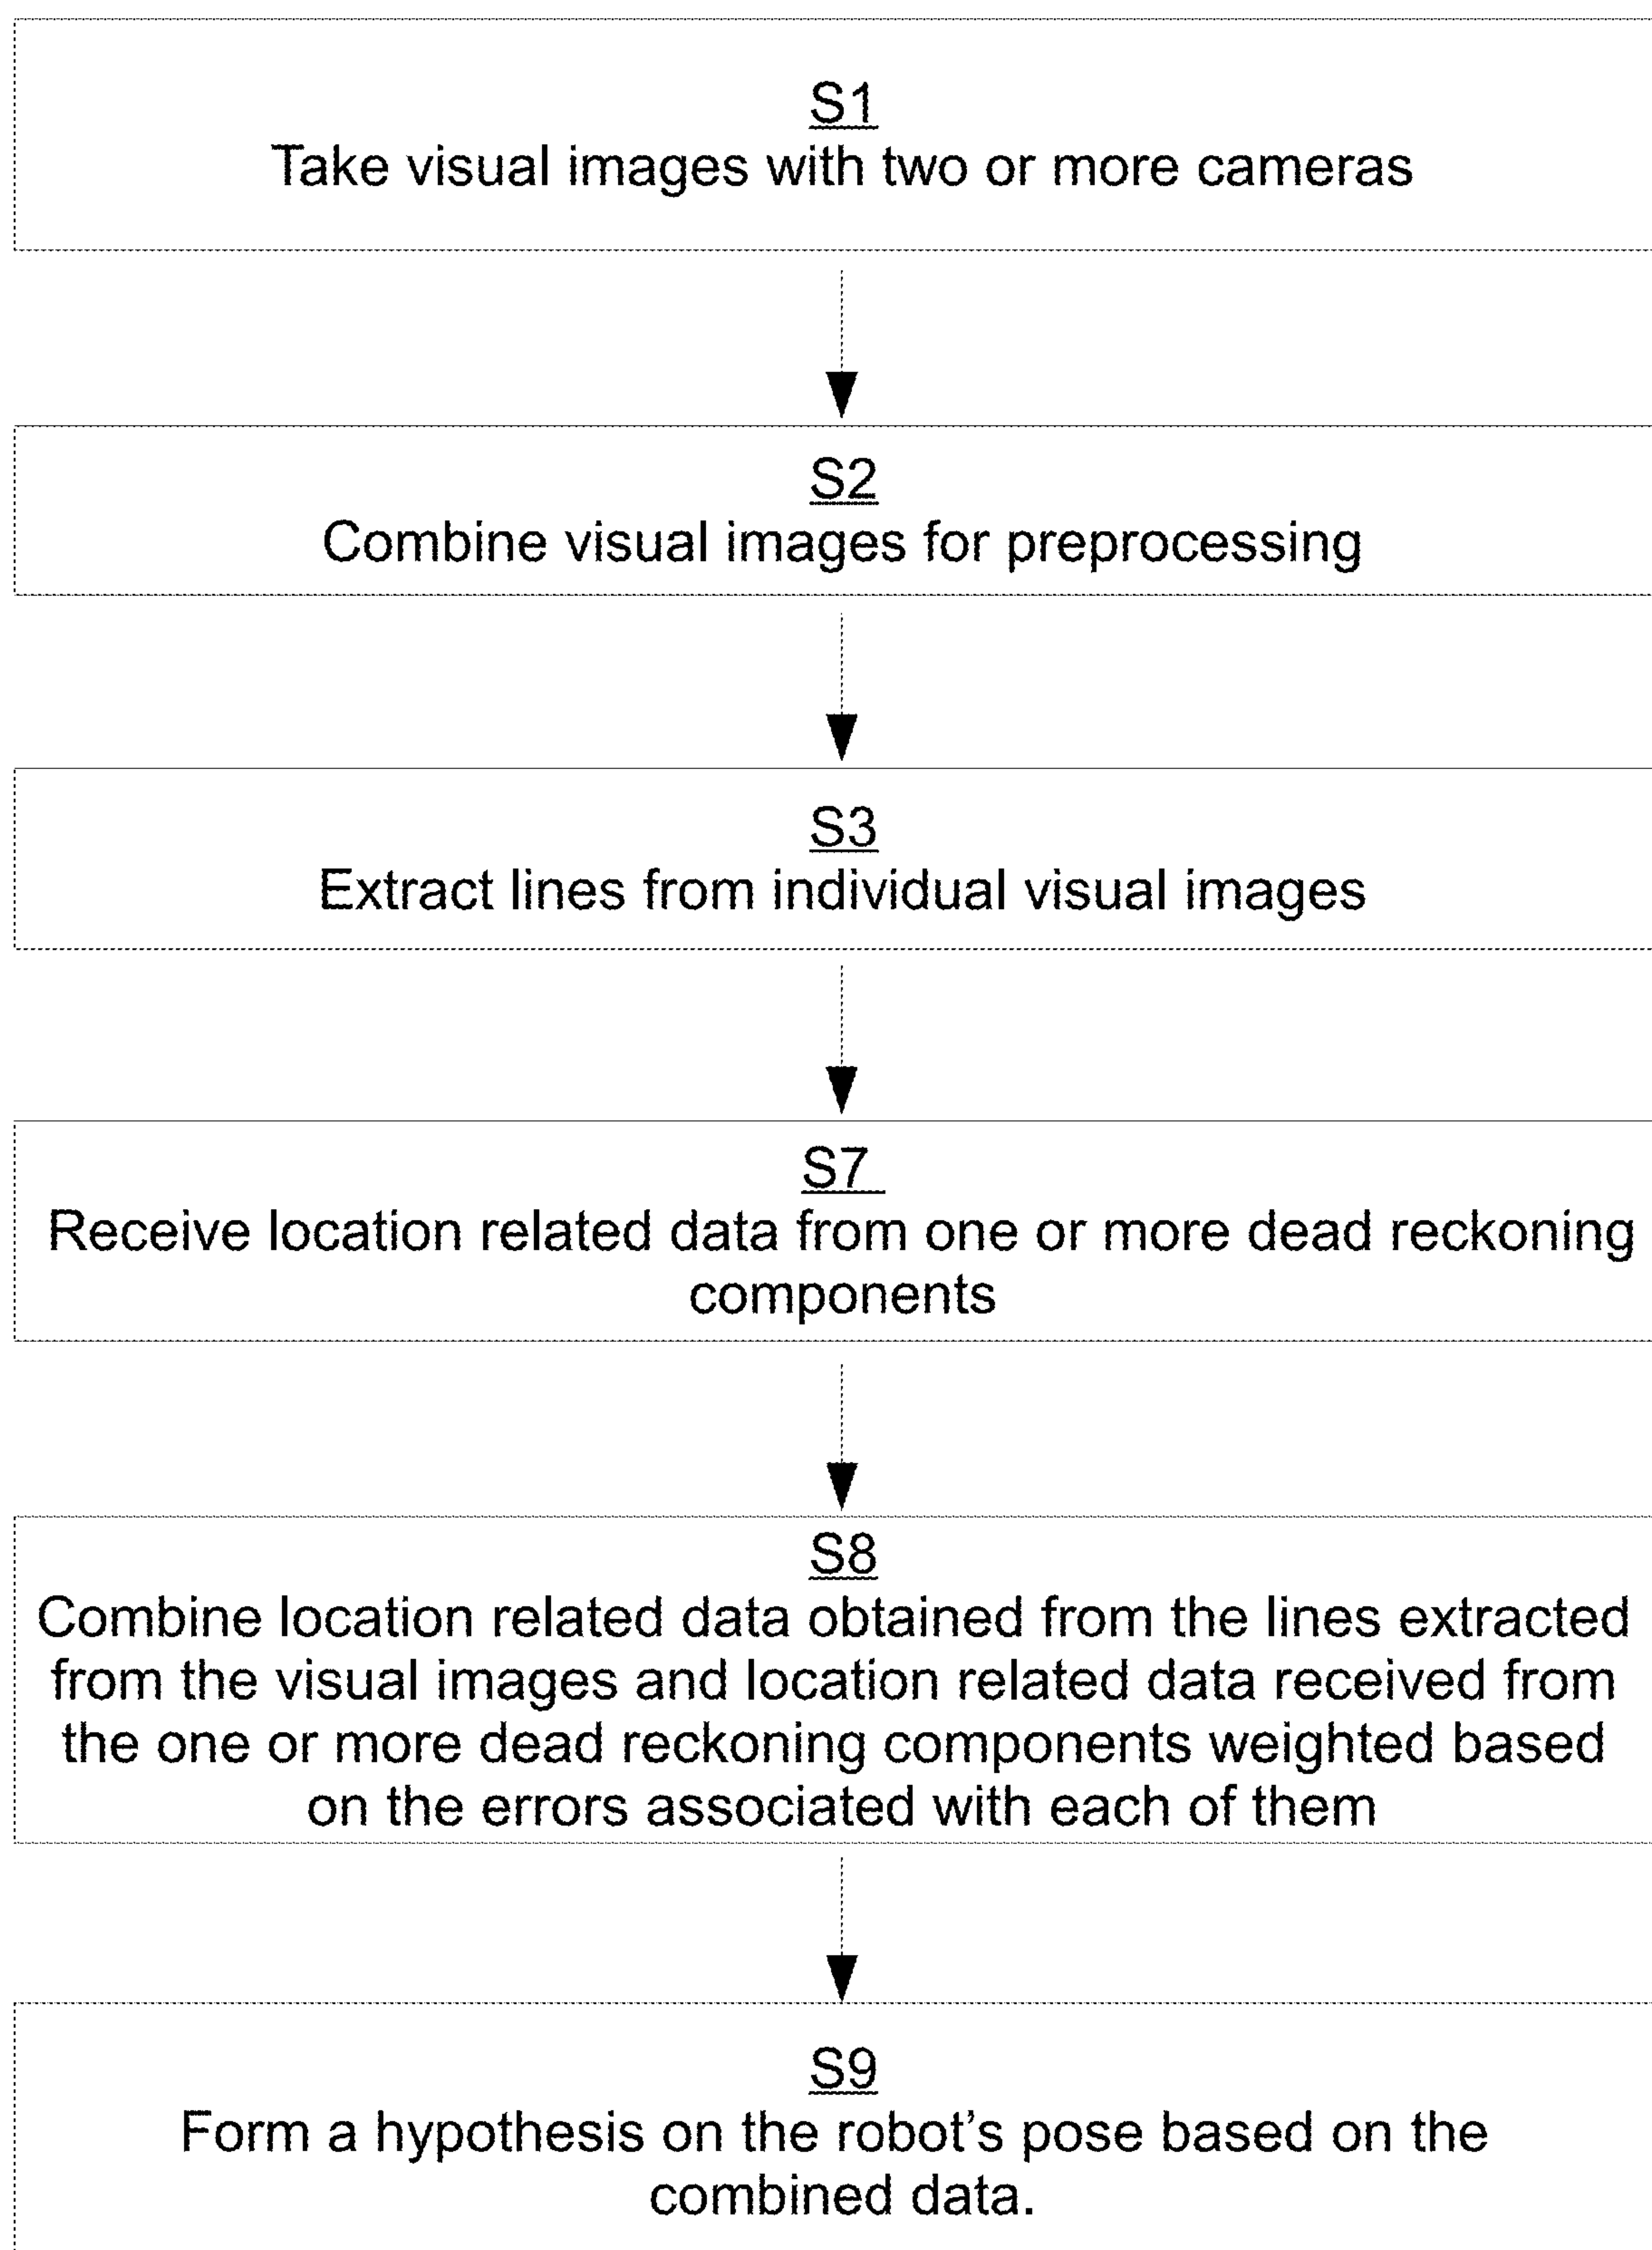 S1
Take visual images with two or more cameras
S2
Combine visual images for preprocessing
S3
Extract lines from individual visual images
S7
Receive location related data from one or more dead reckoning
components
S8
Combine location related data obtained from the lines extracted
from the visual images and location related data received from
the one or more dead reckoning components weighted based
on the errors associated with each of them
S9
Form a hypothesis on the robot’s pose based on the
combined data.